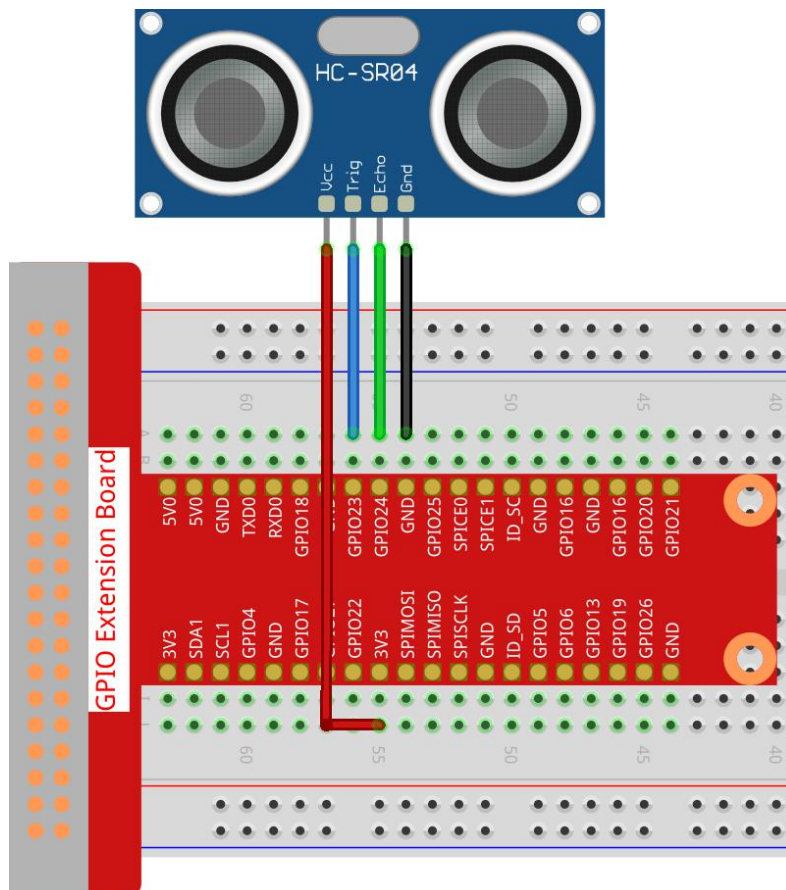 HC-SR04
Vcc
Trig
Echo
Gnd
60
50
45
40
A
GPIO Extension Board
5V0
5V0
GND
TXD0
RXD0
GPIO18
GPIO23
GPIO24
GND
GPIO25
SPICE0
SPICE1
ID_SC
GND
GPIO16
GND
GPIO16
GPIO20
GPIO21
3V3
SDA1
SCL1
GPIO4
GND
GPIO17
GPIO22
3V3
SPIMOSI
SPIMISO
SPISCLK
GND
ID_SD
GPIO5
GPIO6
GPIO13
GPIO19
GPIO26
GND
60
55
50
45
40